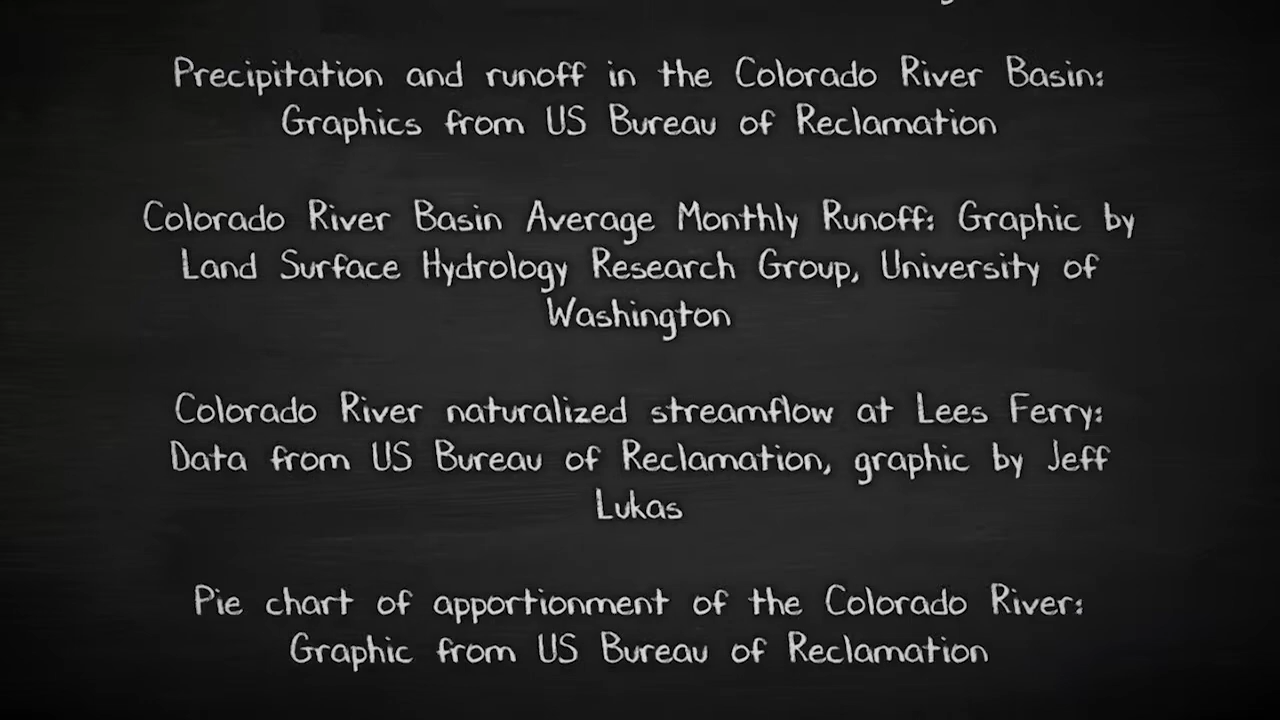 Precipitation and runoff in the Colorado River Basin:
Graphics from US Bureau of Reclamation
Colorado River Basin Average Monthly Runoff: Graphic by
Land Surface Hydrology Research Group, University of
Washington
Colorado River naturalized streamflow at Lees Ferry:
Data from US Bureau of Reclamation, graphic by Jeff
Lukas
Pie chart of apportionment of the Colorado River:
Graphic from US Bureau of Reclamation